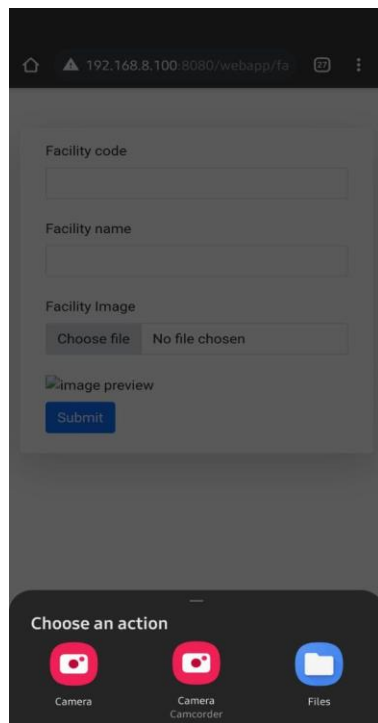 192.168.8.100:8080/webapp/fa
27
Facility code
Facility name
Facility Image
Choose file No file chosen
image preview
Submit
Choose an action
Camera
Camera
Camcorder
Files